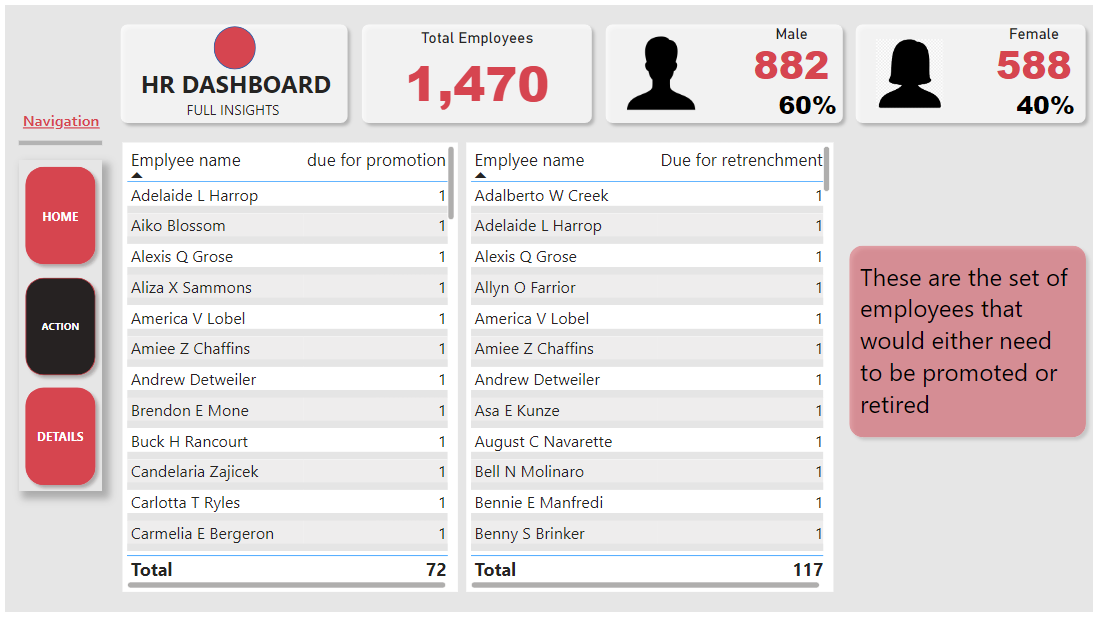 HR DASHBOARD
FULL INSIGHTS
Total Employees
1,470
Male
882
60%
Female
588
40%
Navigation
HOME
ACTION
DETAILS
Emplyee name due for promotion
Adelaide L Harrop 1
Aiko Blossom 1
Alexis Q Grose 1
Aliza X Sammons 1
America V Lobel 1
Amiee Z Chaffins 1
Andrew Detweiler 1
Brendon E Mone 1
Buck H Rancourt 1
Candelaria Zajicek 1
Carlotta T Ryles 1
Carmelia E Bergeron 1
Total 72
Emplyee name Due for retrenchment
Adalberto W Creek 1
Adelaide L Harrop 1
Alexis Q Grose 1
Allyn O Farrior 1
America V Lobel 1
Amiee Z Chaffins 1
Andrew Detweiler 1
Asa E Kunze 1
August C Navarette 1
Bell N Molinaro 1
Bennie E Manfredi 1
Benny S Brinker 1
Total 117
These are the set of
employees that
would either need
to be promoted or
retired